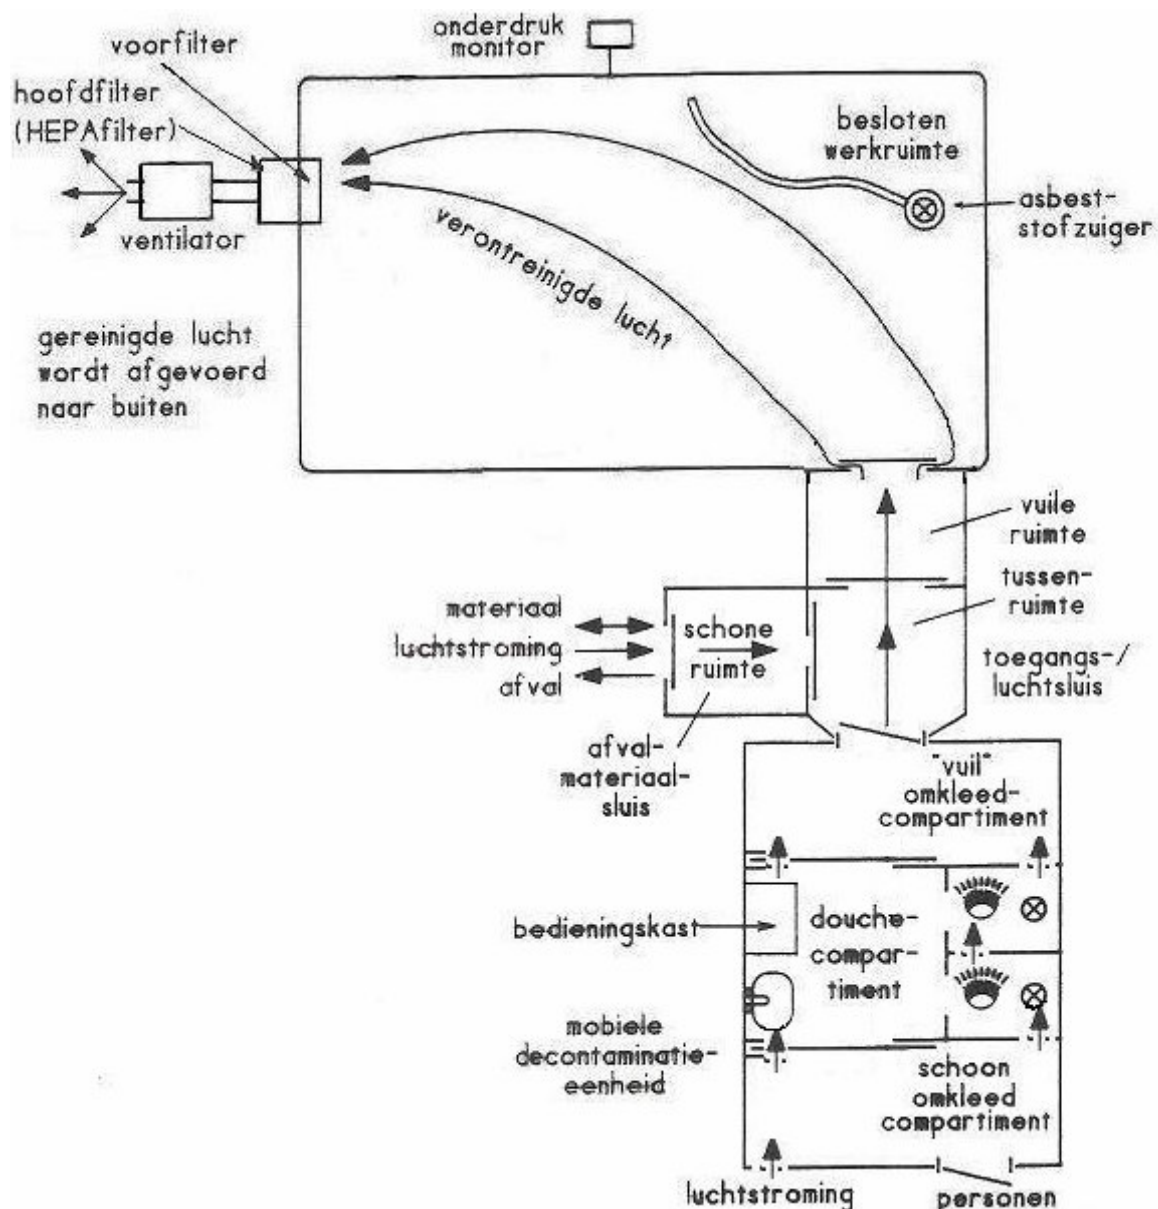 onderdruk
monitor
voorfilter
hoofdfilter
(HEPAfilter)
ventilator
besloten
werkruimte
asbest-
stofzuiger
verontreinigde lucht
gereinigde lucht
wordt afgevoerd
naar buiten
vuile
ruimte
tussen-
ruimte
toegangs-/
luchtsluis
materiaal
luchtstroming
afval
schone
ruimte
afval-
materiaal-
sluis
"vuil"
omkleed-
compartiment
bedieningskast
douche-
compar-
timent
mobiele
decontaminatie-
eenheid
schoon
omkleed
compartiment
luchtstroming
personen